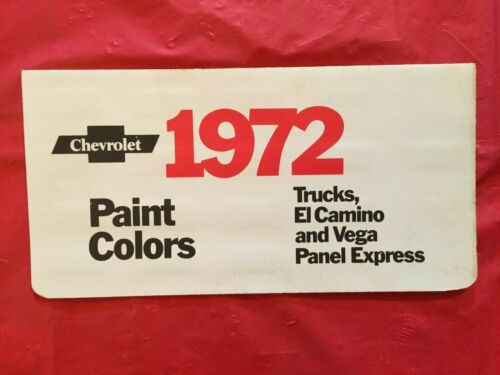 Chevrolet
1972
Paint
Colors
Trucks,
El Camino
and Vega
Panel Express